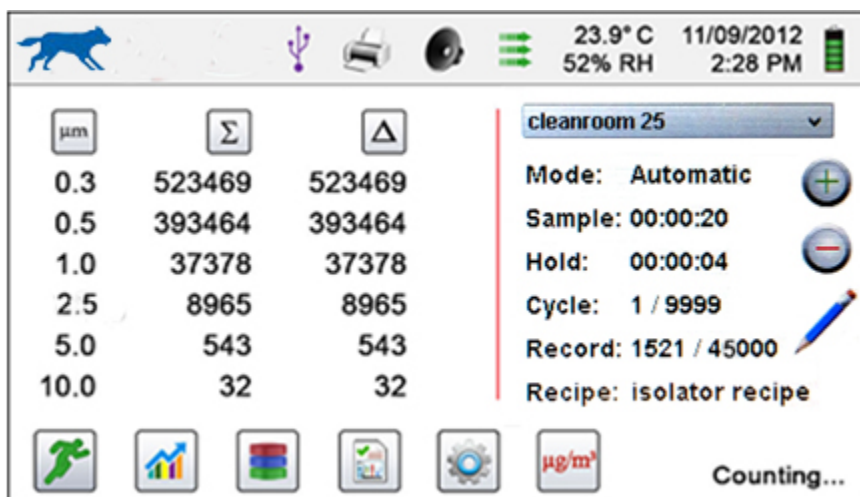 23.9° C 11/09/2012
52% RH 2:28 PM
µm Σ Δ
0.3 523469 523469
0.5 393464 393464
1.0 37378 37378
2.5 8965 8965
5.0 543 543
10.0 32 32
cleanroom 25
Mode: Automatic
Sample: 00:00:20
Hold: 00:00:04
Cycle: 1 / 9999
Record: 1521 / 45000
Recipe: isolator recipe
µg/m³
Counting...